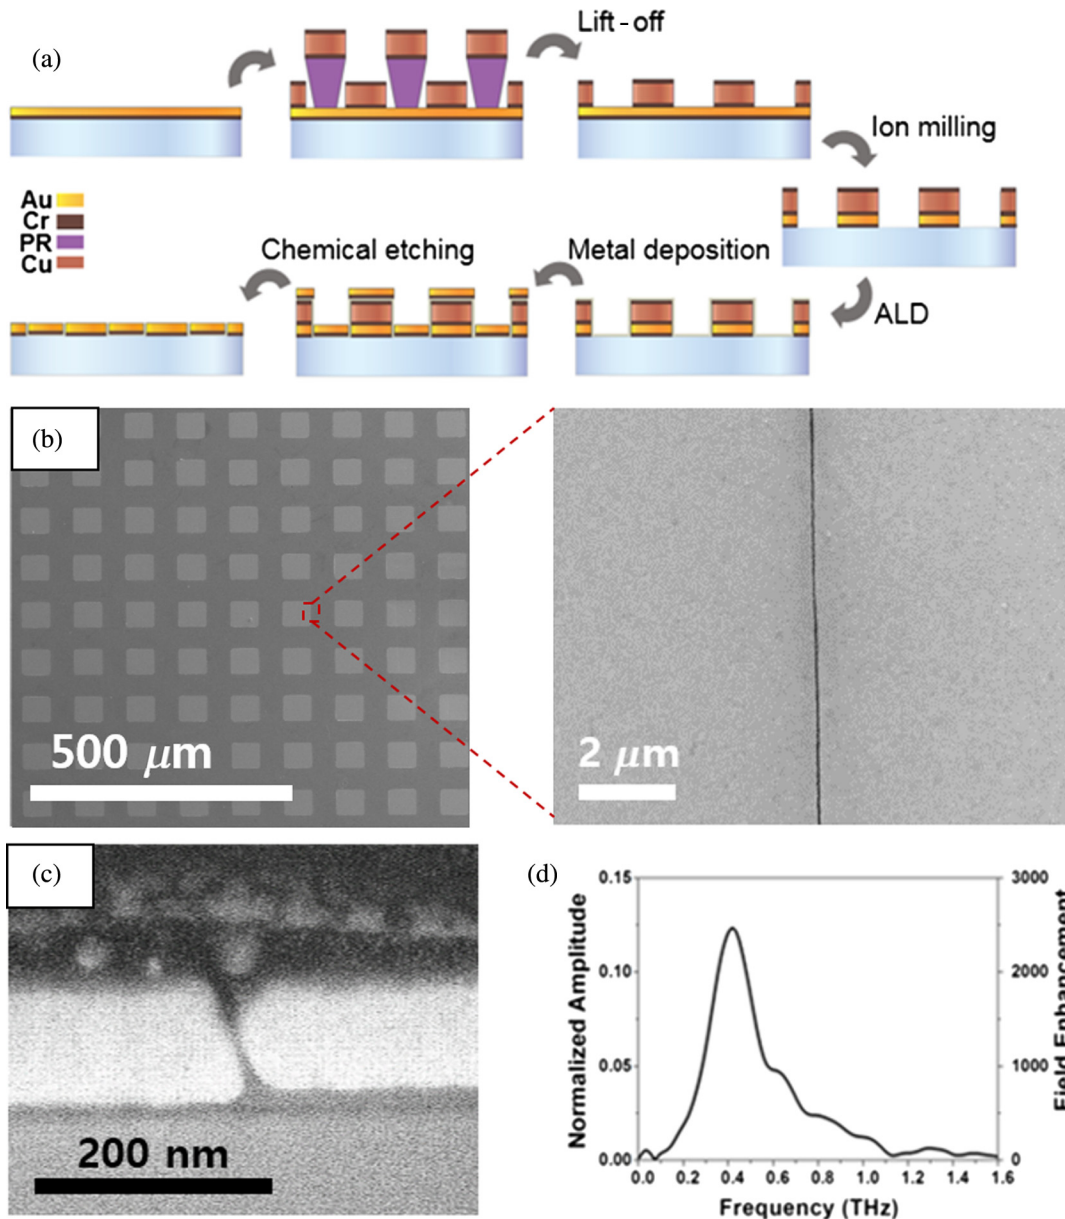 (a)
Lift-off
Ion milling
Au
Cr
PR
Cu
Chemical etching
Metal deposition
ALD
(b)
500 μm
2 μm
(c)
200 nm
(d)
0.15
0.10
0.05
0.00
Normalized Amplitude
3000
2000
1000
0
Field Enhancement
0.0 0.2 0.4 0.6 0.8 1.0 1.2 1.4 1.6
Frequency (THz)